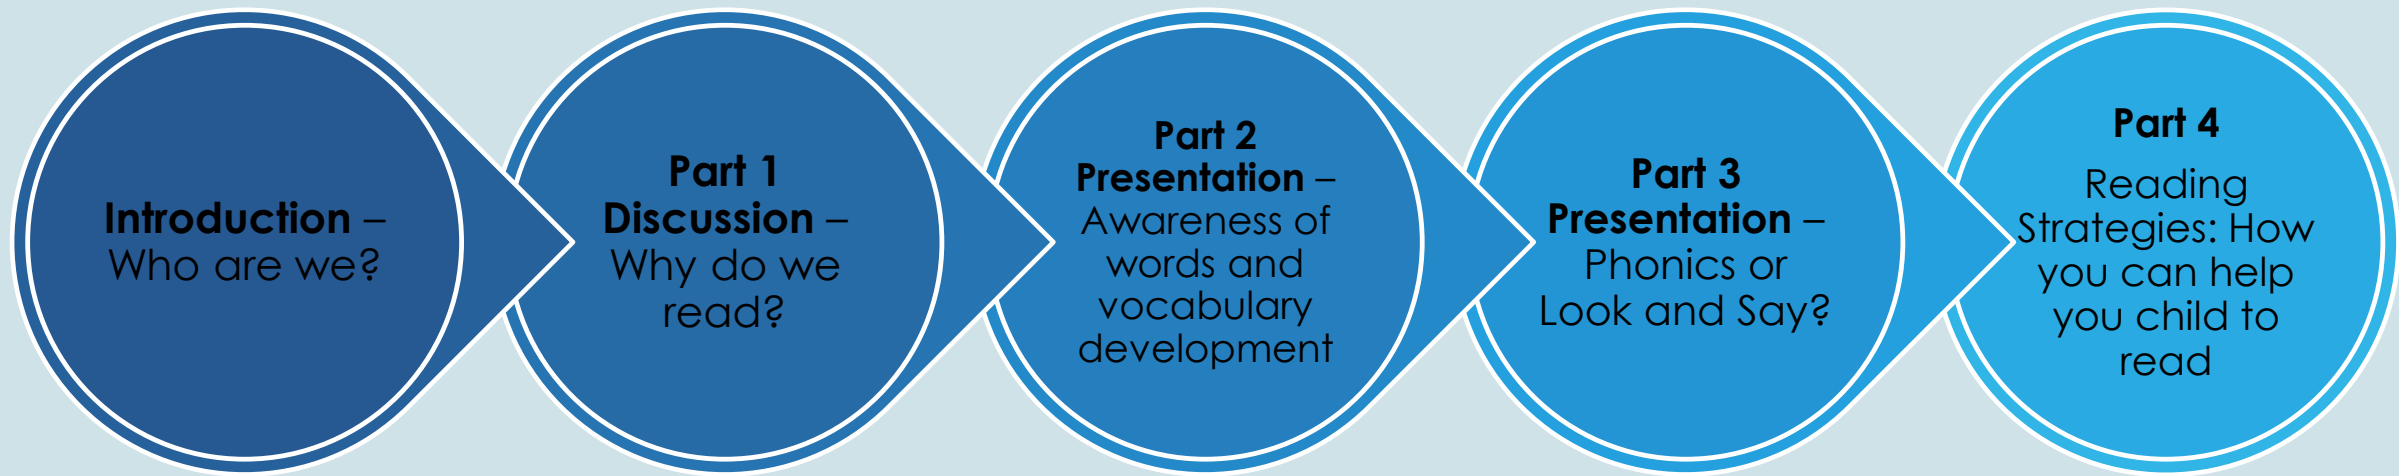 Introduction –
Who are we?
Part 1
Discussion –
Why do we
read?
Part 2
Presentation –
Awareness of
words and
vocabulary
development
Part 3
Presentation –
Phonics or
Look and Say?
Part 4
Reading
Strategies: How
you can help
you child to
read